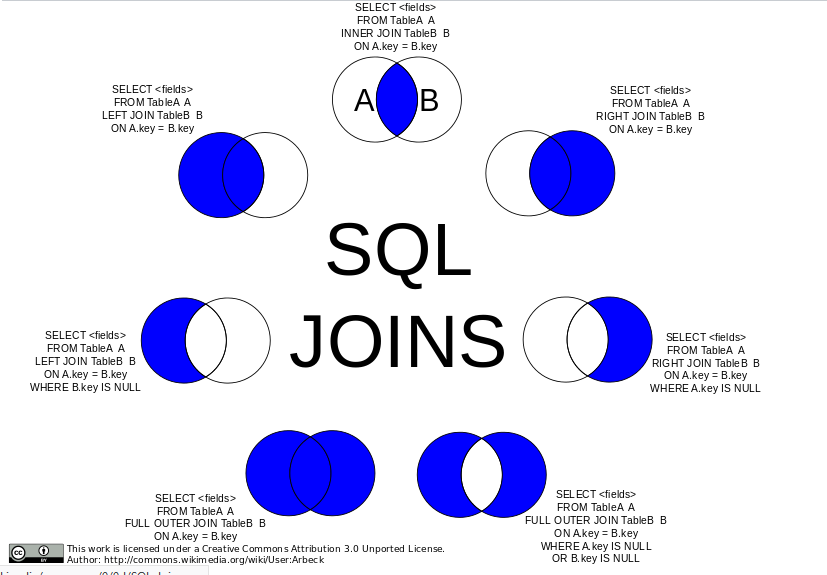 SELECT <fields>
FROM TableA A
INNER JOIN TableB B
ON A.key = B.key
A B
SELECT <fields>
FROM TableA A
LEFT JOIN TableB B
ON A.key = B.key
SELECT <fields>
FROM TableA A
RIGHT JOIN TableB B
ON A.key = B.key
SQL
JOINS
SELECT <fields>
FROM TableA A
LEFT JOIN TableB B
ON A.key = B.key
WHERE B.key IS NULL
SELECT <fields>
FROM TableA A
RIGHT JOIN TableB B
ON A.key = B.key
WHERE A.key IS NULL
SELECT <fields>
FROM TableA A
FULL OUTER JOIN TableB B
ON A.key = B.key
SELECT <fields>
FROM TableA A
FULL OUTER JOIN TableB B
ON A.key = B.key
WHERE A.key IS NULL
OR B.key IS NULL
cc
BY
This work is licensed under a Creative Commons Attribution 3.0 Unported License.
Author: http://commons.wikimedia.org/wiki/User:Arbeck